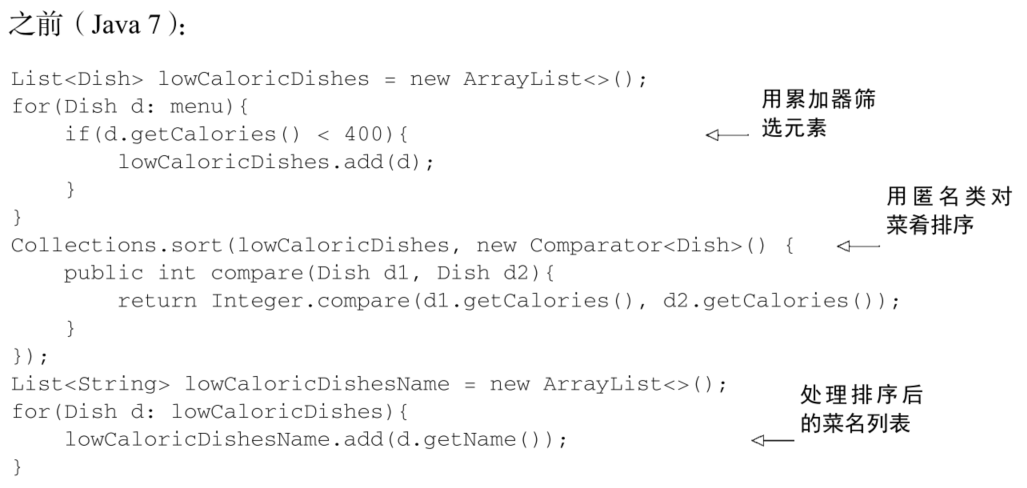 之前（Java 7）：
List<Dish> lowCaloricDishes = new ArrayList<>();
for(Dish d: menu){
    if(d.getCalories() < 400){
        lowCaloricDishes.add(d);
    }
}
用累加器筛
选元素
Collections.sort(lowCaloricDishes, new Comparator<Dish>() {
    public int compare(Dish d1, Dish d2){
        return Integer.compare(d1.getCalories(), d2.getCalories());
    }
});
用匿名类对
菜肴排序
List<String> lowCaloricDishesName = new ArrayList<>();
for(Dish d: lowCaloricDishes){
    lowCaloricDishesName.add(d.getName());
}
处理排序后
的菜名列表